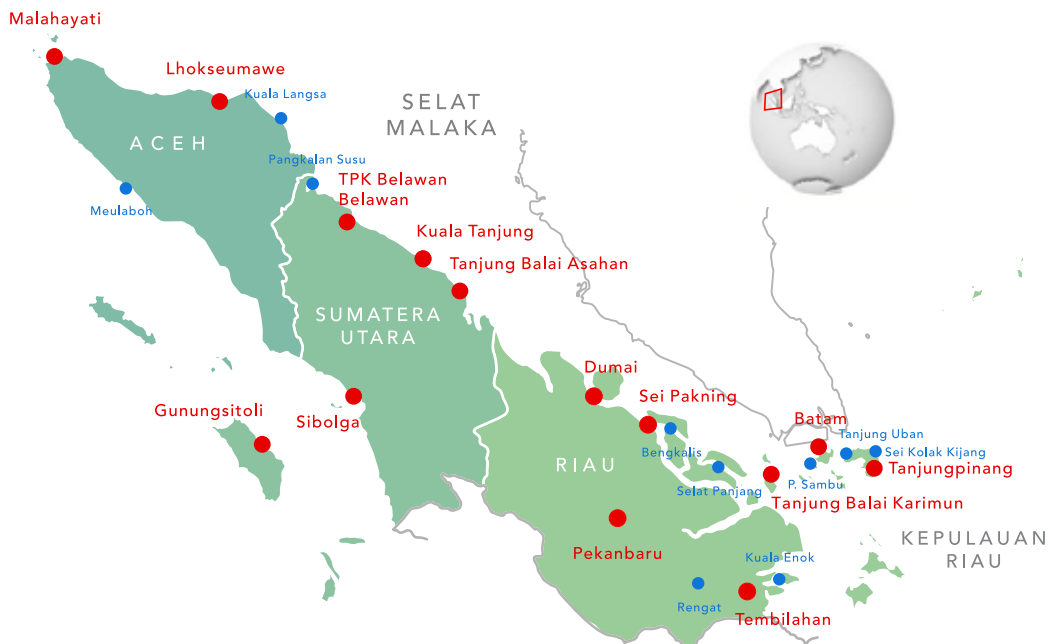 Malahayati
Lhokseumawe
Kuala Langsa
SELAT
MALAKA
ACEH
Pangkalan Susu
TPK Belawan
Belawan
Meulaboh
Kuala Tanjung
Tanjung Balai Asahan
SUMATERA
UTARA
Dumai
Sei Pakning
Gunungsitoli
Sibolga
Batam
Tanjung Uban
Bengkalis
Sei Kolak Kijang
RIAU
Tanjungpinang
Selat Panjang
P. Sambu
Tanjung Balai Karimun
KEPULAUAN
RIAU
Pekanbaru
Kuala Enok
Rengat
Tembilahan